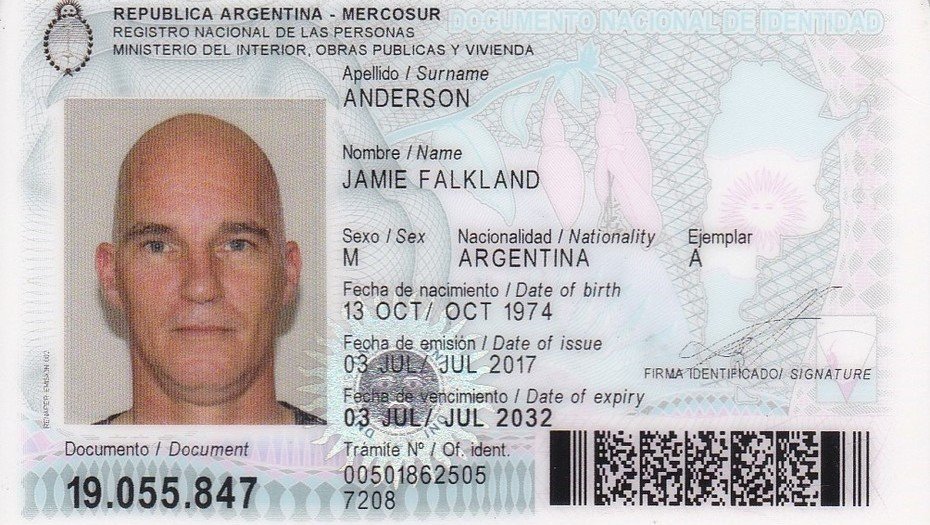 REPUBLICA ARGENTINA - MERCOSUR
REGISTRO NACIONAL DE LAS PERSONAS
MINISTERIO DEL INTERIOR, OBRAS PUBLICAS Y VIVIENDA
DOCUMENTO NACIONAL DE IDENTIDAD
Apellido / Surname
ANDERSON
Nombre / Name
JAMIE FALKLAND
Sexo / Sex Nacionalidad / Nationality Ejemplar
M ARGENTINA A
Fecha de nacimiento / Date of birth
13 OCT/ OCT 1974
Fecha de emisión / Date of issue
03 JUL/ JUL 2017
FIRMA IDENTIFICADO/ SIGNATURE
Fecha de vencimiento / Date of expiry
03 JUL/ JUL 2032
Documento / Document
19.055.847
Trámite Nº / Of. ident.
00501862505
7208